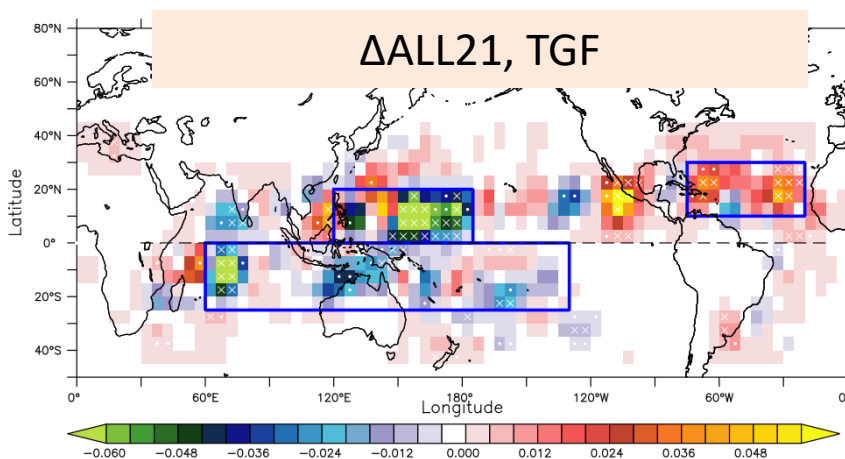 ΔALL21, TGF
80°N
60°N
40°N
20°N
0°
20°S
40°S
Latitude
0°
60°E
120°E
180°
120°W
60°W
0°
Longitude
−0.060
−0.048
−0.036
−0.024
−0.012
0.000
0.012
0.024
0.036
0.048